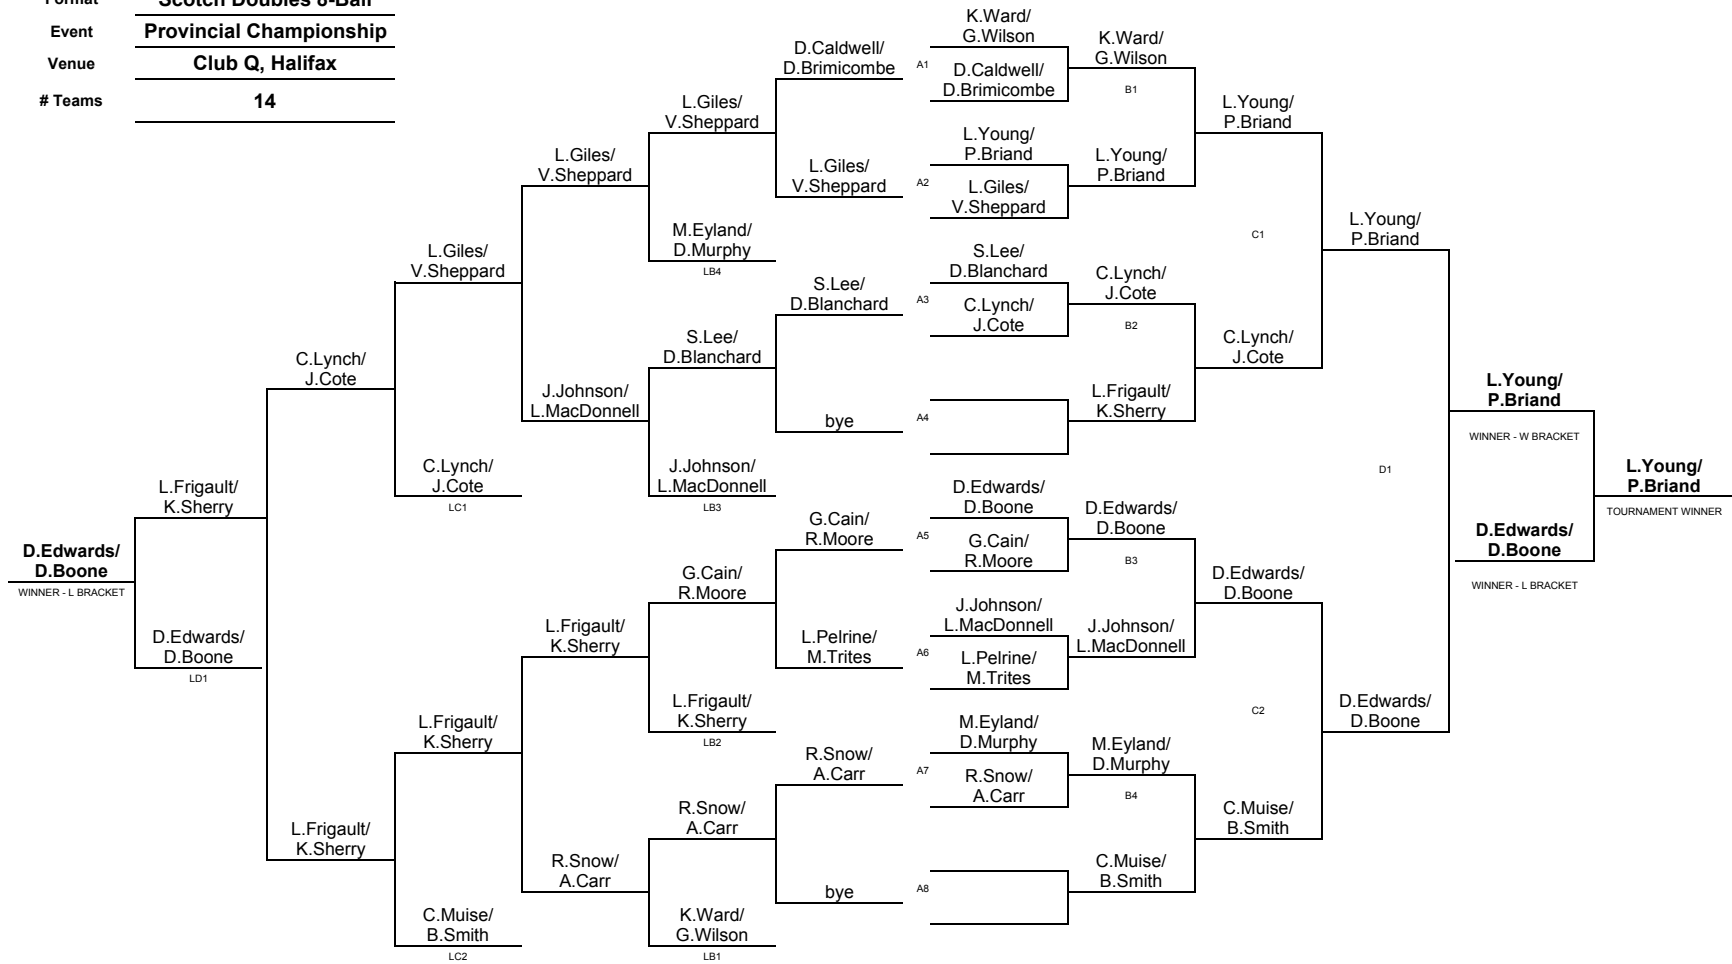 Format
Scotch Doubles 8-Ball
Event
Provincial Championship
Venue
Club Q, Halifax
# Teams
14
D.Edwards/
D.Boone
WINNER - L BRACKET
L.Frigault/
K.Sherry
D.Edwards/
D.Boone
LD1
C.Lynch/
J.Cote
L.Frigault/
K.Sherry
L.Giles/
V.Sheppard
C.Lynch/
J.Cote
LC1
L.Frigault/
K.Sherry
C.Muise/
B.Smith
LC2
L.Giles/
V.Sheppard
J.Johnson/
L.MacDonnell
L.Frigault/
K.Sherry
R.Snow/
A.Carr
L.Giles/
V.Sheppard
M.Eyland/
D.Murphy
LB4
S.Lee/
D.Blanchard
J.Johnson/
L.MacDonnell
LB3
G.Cain/
R.Moore
L.Frigault/
K.Sherry
LB2
R.Snow/
A.Carr
K.Ward/
G.Wilson
LB1
D.Caldwell/
D.Brimicombe
L.Giles/
V.Sheppard
S.Lee/
D.Blanchard
bye
G.Cain/
R.Moore
L.Pelrine/
M.Trites
R.Snow/
A.Carr
bye
A1
A2
A3
A4
A5
A6
A7
A8
K.Ward/
G.Wilson
D.Caldwell/
D.Brimicombe
L.Young/
P.Briand
L.Giles/
V.Sheppard
S.Lee/
D.Blanchard
C.Lynch/
J.Cote
D.Edwards/
D.Boone
G.Cain/
R.Moore
J.Johnson/
L.MacDonnell
L.Pelrine/
M.Trites
M.Eyland/
D.Murphy
R.Snow/
A.Carr
K.Ward/
G.Wilson
B1
L.Young/
P.Briand
C.Lynch/
J.Cote
B2
L.Frigault/
K.Sherry
D.Edwards/
D.Boone
B3
J.Johnson/
L.MacDonnell
M.Eyland/
D.Murphy
B4
C.Muise/
B.Smith
L.Young/
P.Briand
C1
C.Lynch/
J.Cote
D.Edwards/
D.Boone
C2
C.Muise/
B.Smith
L.Young/
P.Briand
D1
D.Edwards/
D.Boone
L.Young/
P.Briand
WINNER - W BRACKET
D.Edwards/
D.Boone
WINNER - L BRACKET
L.Young/
P.Briand
TOURNAMENT WINNER